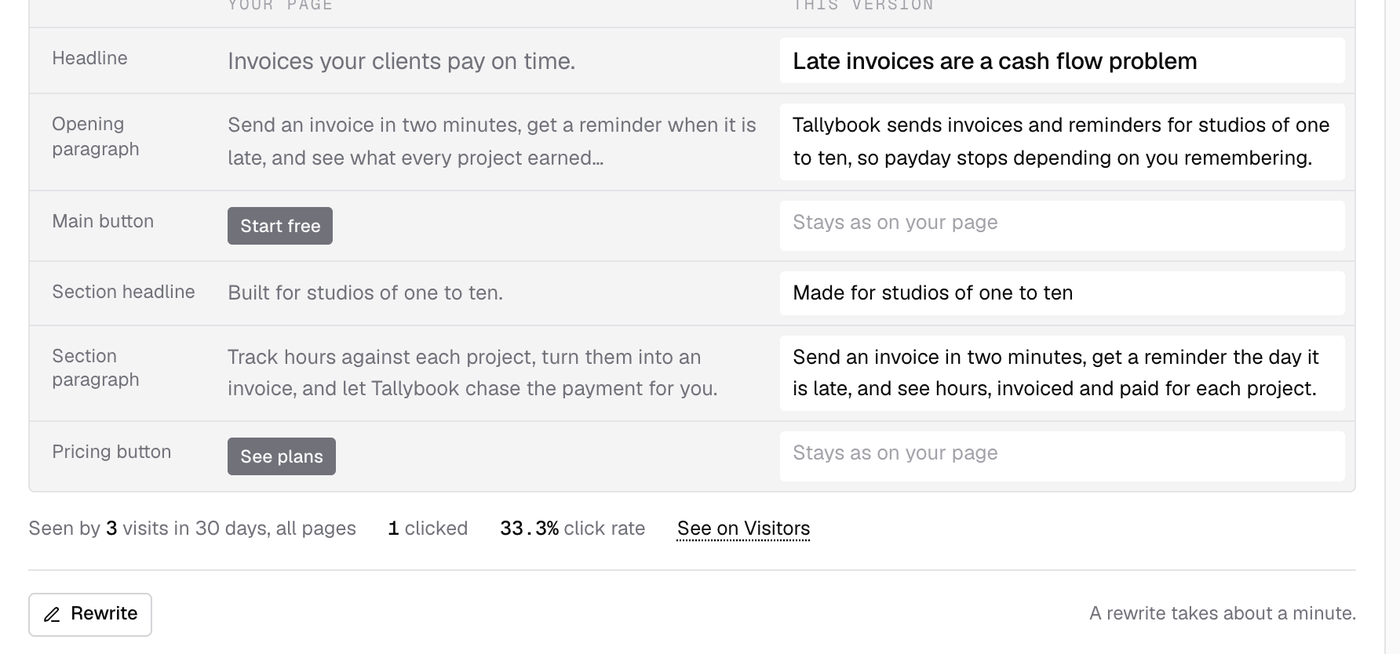 YOUR PAGE THIS VERSION
Headline Invoices your clients pay on time. Late invoices are a cash flow problem
Opening paragraph
Send an invoice in two minutes, get a reminder when it is
late, and see what every project earned…
Tallybook sends invoices and reminders for studios of one
to ten, so payday stops depending on you remembering.
Main button Start free Stays as on your page
Section headline Built for studios of one to ten. Made for studios of one to ten
Section
paragraph
Track hours against each project, turn them into an
invoice, and let Tallybook chase the payment for you.
Send an invoice in two minutes, get a reminder the day it
is late, and see hours, invoiced and paid for each project.
Pricing button See plans Stays as on your page
Seen by 3 visits in 30 days, all pages 1 clicked 33.3% click rate See on Visitors
Rewrite A rewrite takes about a minute.